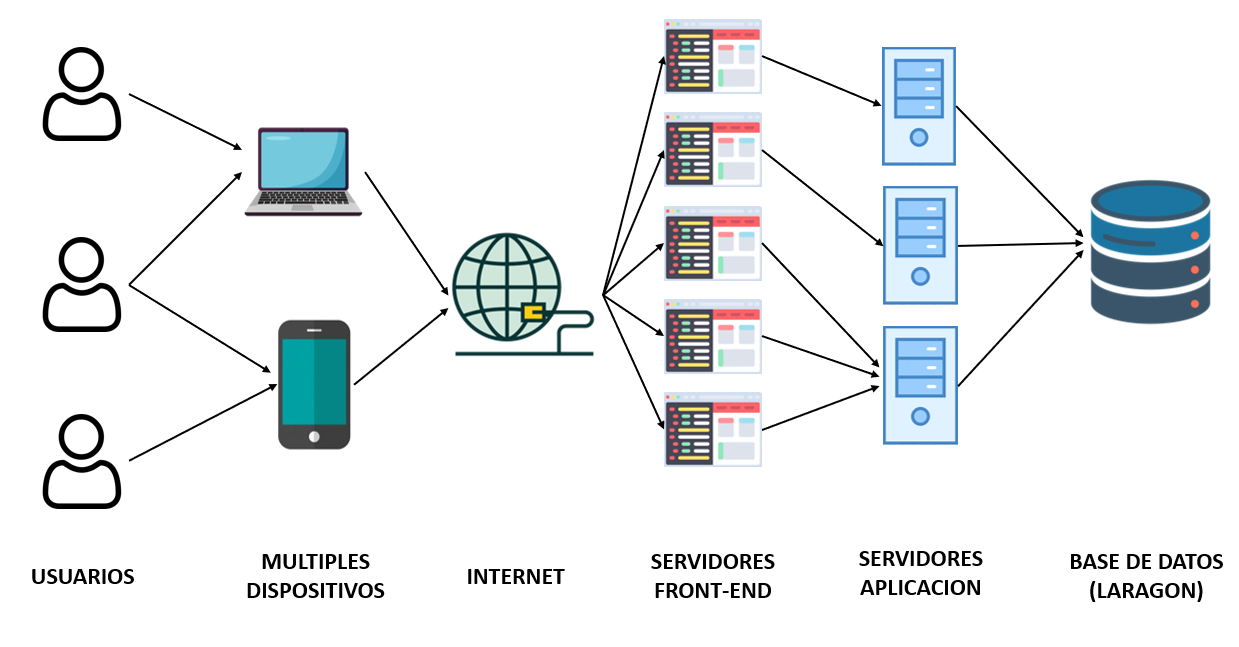 USUARIOS
MULTIPLES
DISPOSITIVOS
INTERNET
SERVIDORES
FRONT-END
SERVIDORES
APLICACION
BASE DE DATOS
(LARAGON)